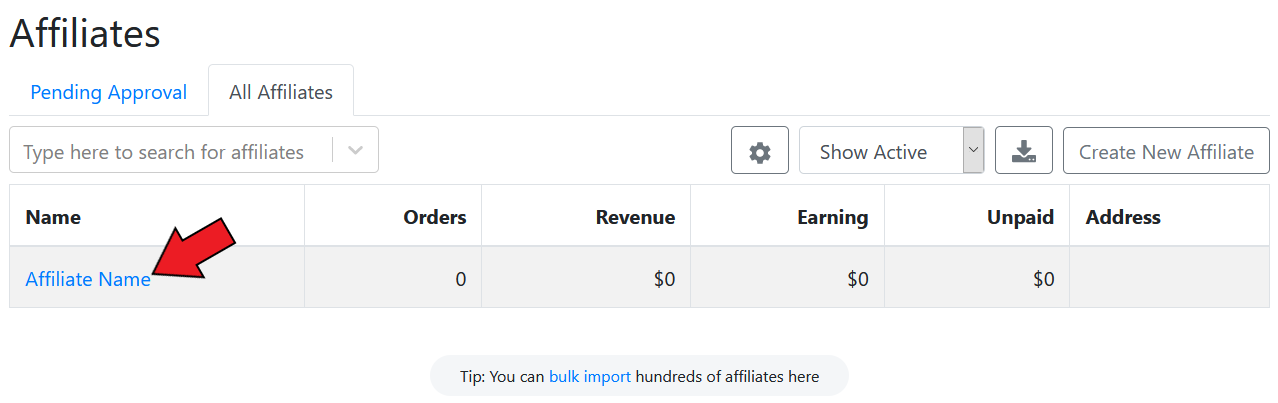 Affiliates
Pending Approval All Affiliates
Type here to search for affiliates Show Active Create New Affiliate
Name Orders Revenue Earning Unpaid Address
Affiliate Name 0 $0 $0 $0
Tip: You can bulk import hundreds of affiliates here